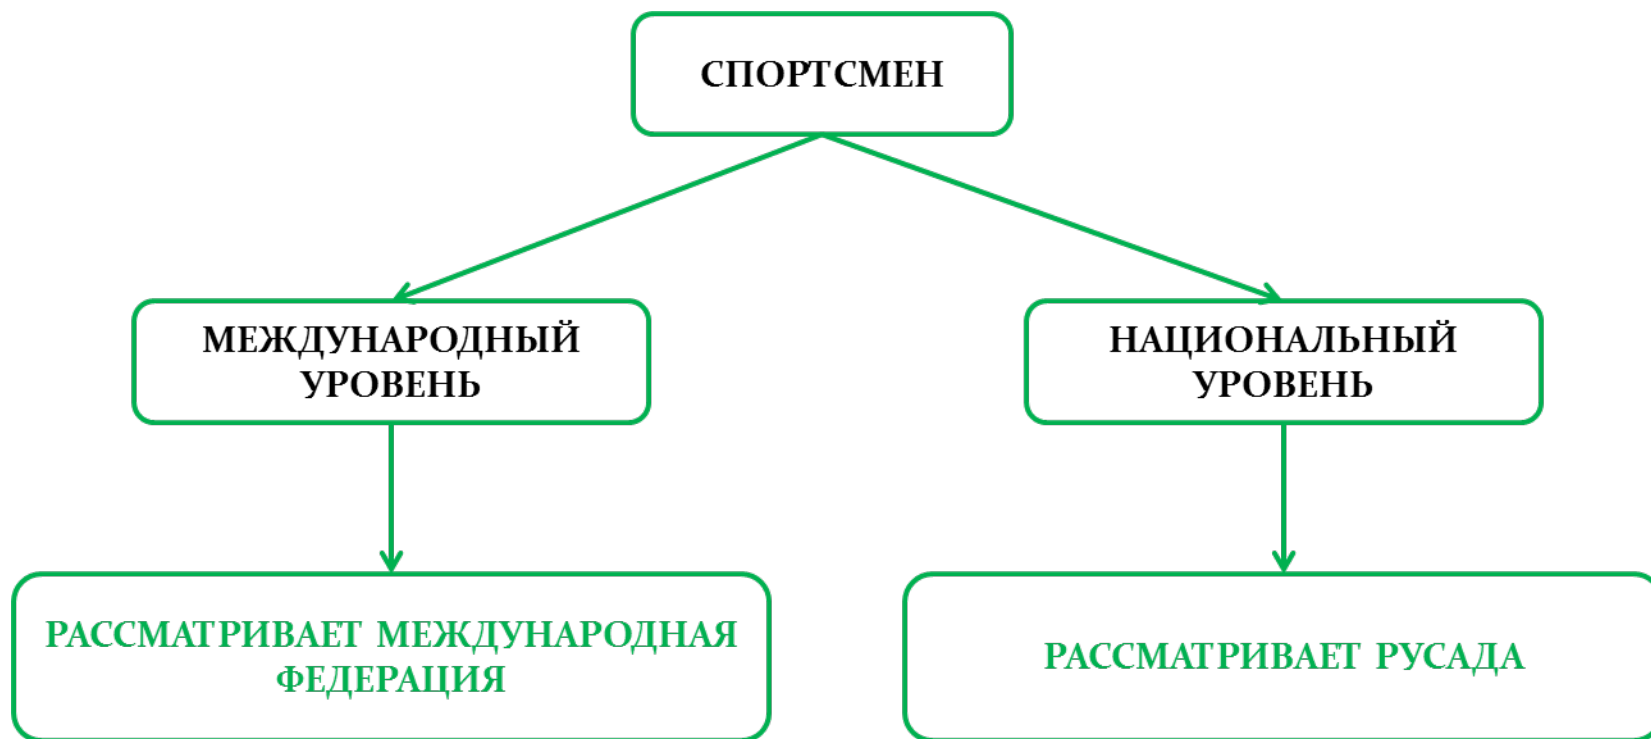 СПОРТСМЕН
МЕЖДУНАРОДНЫЙ
УРОВЕНЬ
НАЦИОНАЛЬНЫЙ
УРОВЕНЬ
РАССМАТРИВАЕТ МЕЖДУНАРОДНАЯ
ФЕДЕРАЦИЯ
РАССМАТРИВАЕТ РУСАДА